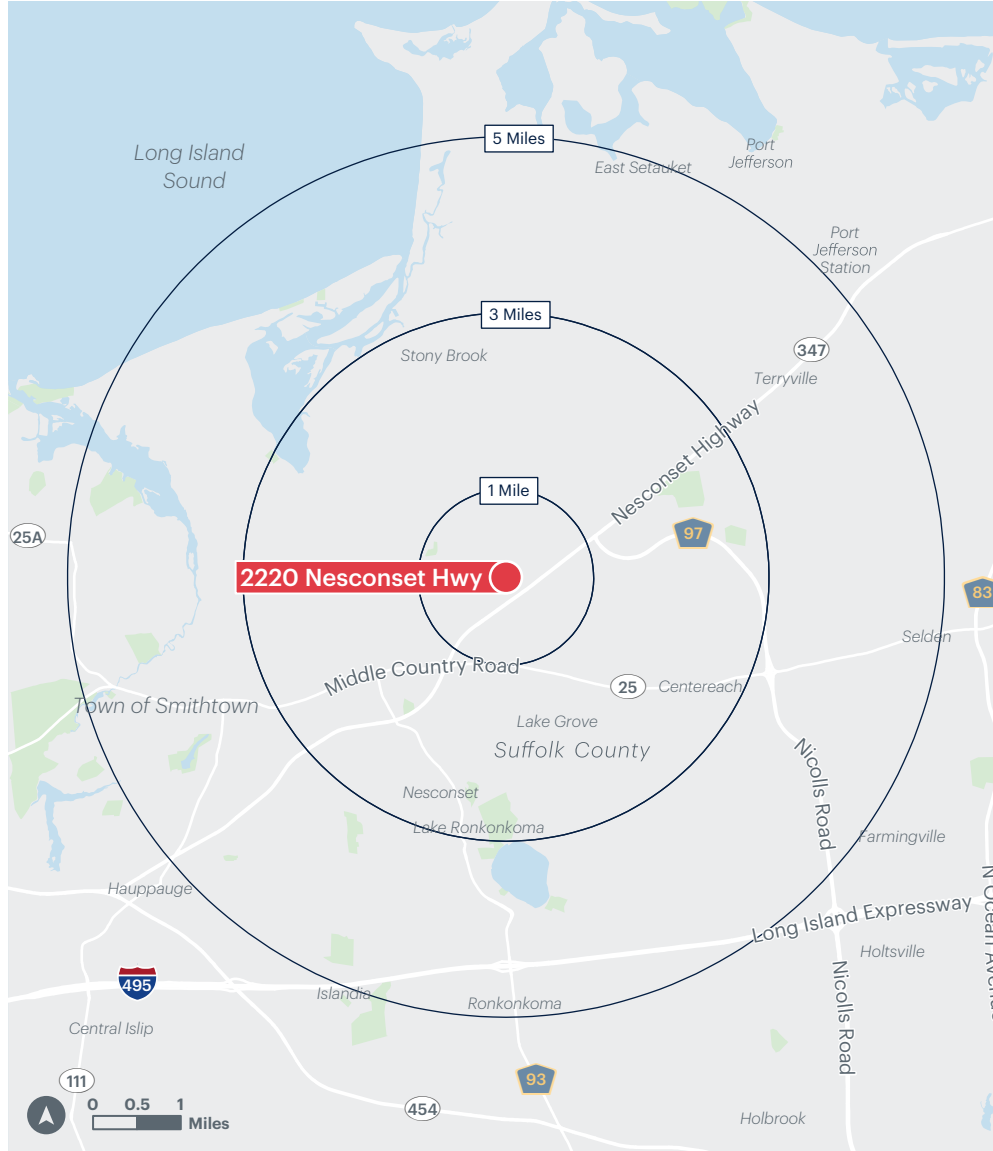 5 Miles
Long Island
Sound
East Setauket
Port
Jefferson
Port
Jefferson
Station
3 Miles
Stony Brook
347
Terryville
Nesconset Highway
1 Mile
25A
97
2220 Nesconset Hwy
83
Selden
Middle Country Road
25
Centereach
Town of Smithtown
Lake Grove
Suffolk County
Nicolls Road
Nesconset
Lake Ronkonkoma
Farmingville
Hauppauge
N Ocean Avenue
Long Island Expressway
Holtsville
495
Islandia
Ronkonkoma
Nicolls Road
Central Islip
111
93
0 0.5 1
Miles
454
Holbrook